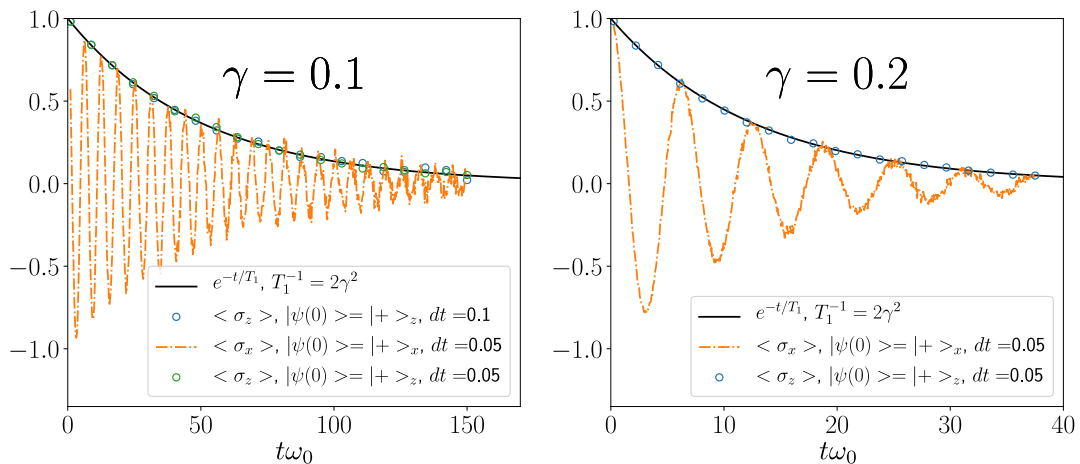 γ = 0.1
1.0
0.5
0.0
−0.5
−1.0
e^{−t/T_1}, T_1^{−1} = 2γ^2
< σ_z >, |ψ(0) >= |+ >_z, dt =0.1
< σ_x >, |ψ(0) >= |+ >_x, dt =0.05
< σ_z >, |ψ(0) >= |+ >_z, dt =0.05
0 50 100 150
tω_0
γ = 0.2
1.0
0.5
0.0
−0.5
−1.0
e^{−t/T_1}, T_1^{−1} = 2γ^2
< σ_x >, |ψ(0) >= |+ >_x, dt =0.05
< σ_z >, |ψ(0) >= |+ >_z, dt =0.05
0 10 20 30 40
tω_0